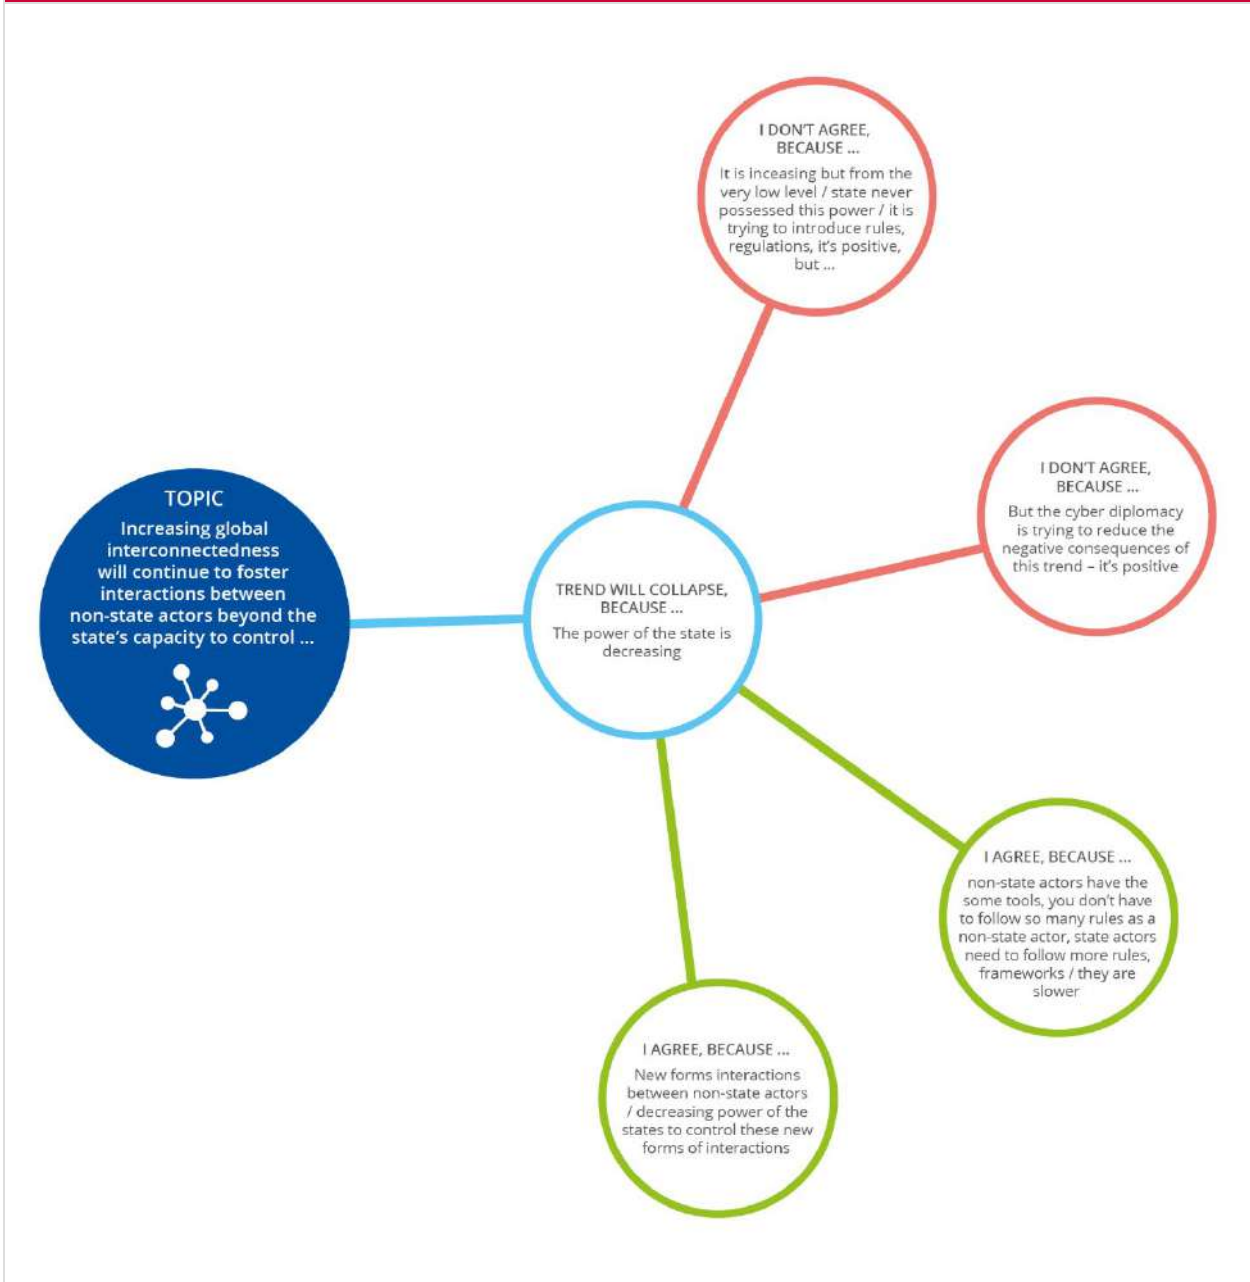 I DON'T AGREE,
BECAUSE ...
It is inceasing but from the
very low level / state never
possessed this power / it is
trying to introduce rules,
regulations, it's positive,
but ...
I DON'T AGREE,
BECAUSE ...
But the cyber diplomacy
is trying to reduce the
negative consequences of
this trend – it's positive
TOPIC
Increasing global
interconnectedness
will continue to foster
interactions between
non-state actors beyond the
state's capacity to control ...
TREND WILL COLLAPSE,
BECAUSE ...
The power of the state is
decreasing
I AGREE, BECAUSE ...
non-state actors have the
some tools, you don't have
to follow so many rules as a
non-state actor, state actors
need to follow more rules,
frameworks / they are
slower
I AGREE, BECAUSE ...
New forms interactions
between non-state actors
/ decreasing power of the
states to control these new
forms of interactions